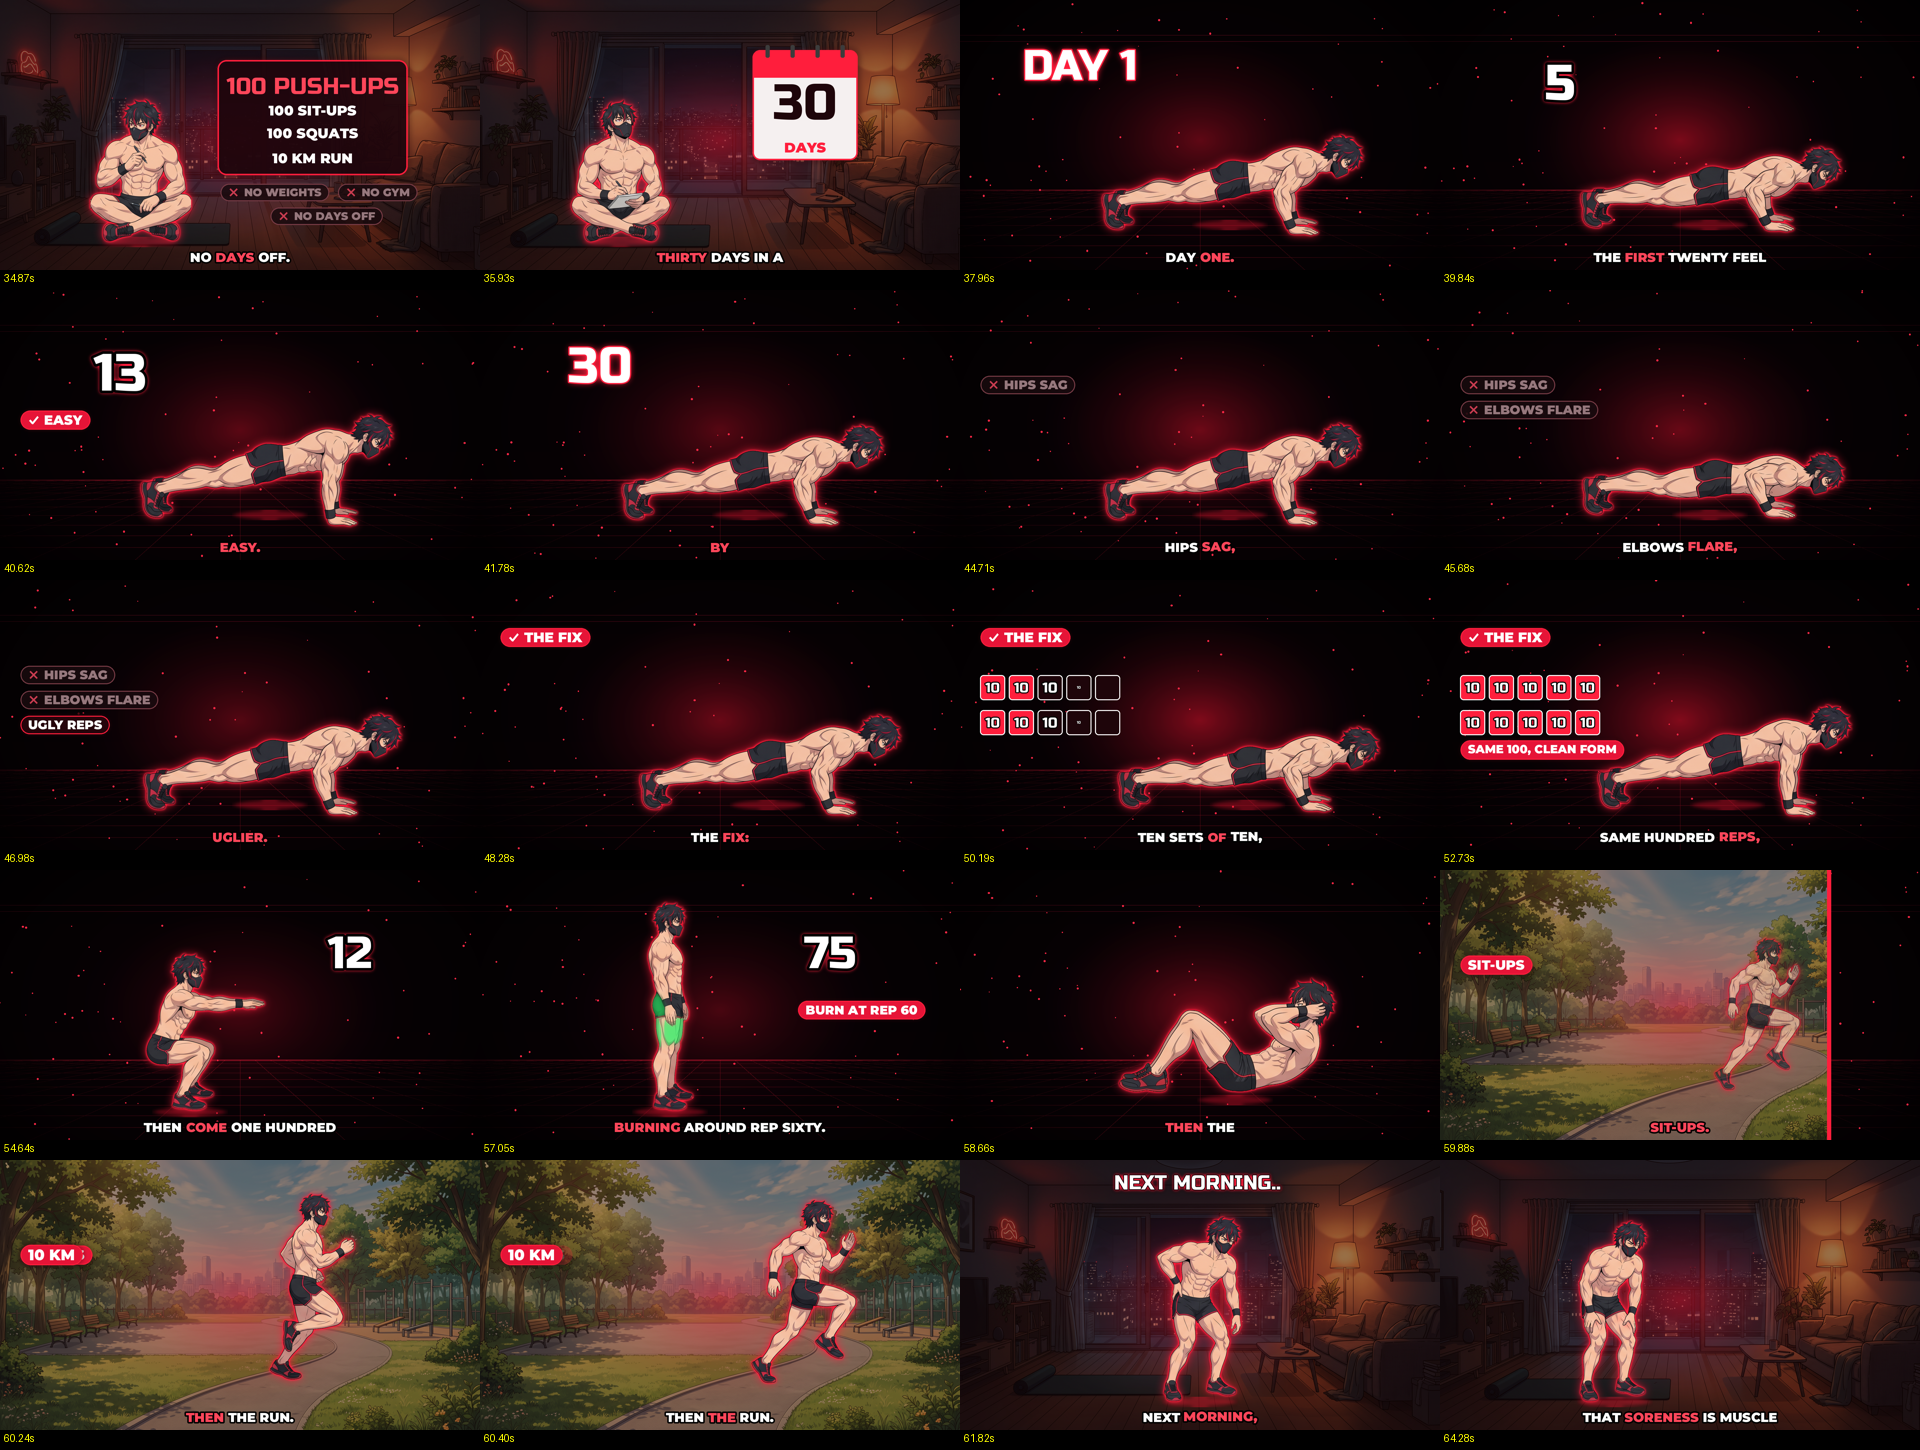 100 PUSH-UPS
100 SIT-UPS
100 SQUATS
10 KM RUN
NO WEIGHTS
NO GYM
NO DAYS OFF
NO DAYS OFF.
34.87s
30
DAYS
THIRTY DAYS IN A
35.93s
DAY 1
DAY ONE.
37.96s
5
THE FIRST TWENTY FEEL
39.84s
13
EASY
EASY.
40.62s
30
BY
41.78s
HIPS SAG
HIPS SAG,
44.71s
HIPS SAG
ELBOWS FLARE
ELBOWS FLARE,
45.68s
HIPS SAG
ELBOWS FLARE
UGLY REPS
UGLIER.
46.98s
THE FIX
THE FIX:
48.28s
THE FIX
10 10 10 10
10 10 10 10
TEN SETS OF TEN,
50.19s
THE FIX
10 10 10 10 10
10 10 10 10 10
SAME 100, CLEAN FORM
SAME HUNDRED REPS,
52.73s
12
THEN COME ONE HUNDRED
54.64s
75
BURN AT REP 60
BURNING AROUND REP SIXTY.
57.05s
THEN THE
58.66s
SIT-UPS
SIT-UPS.
59.88s
10 KM
THEN THE RUN.
60.24s
10 KM
THEN THE RUN.
60.40s
NEXT MORNING..
NEXT MORNING,
61.82s
THAT SORENESS IS MUSCLE
64.28s